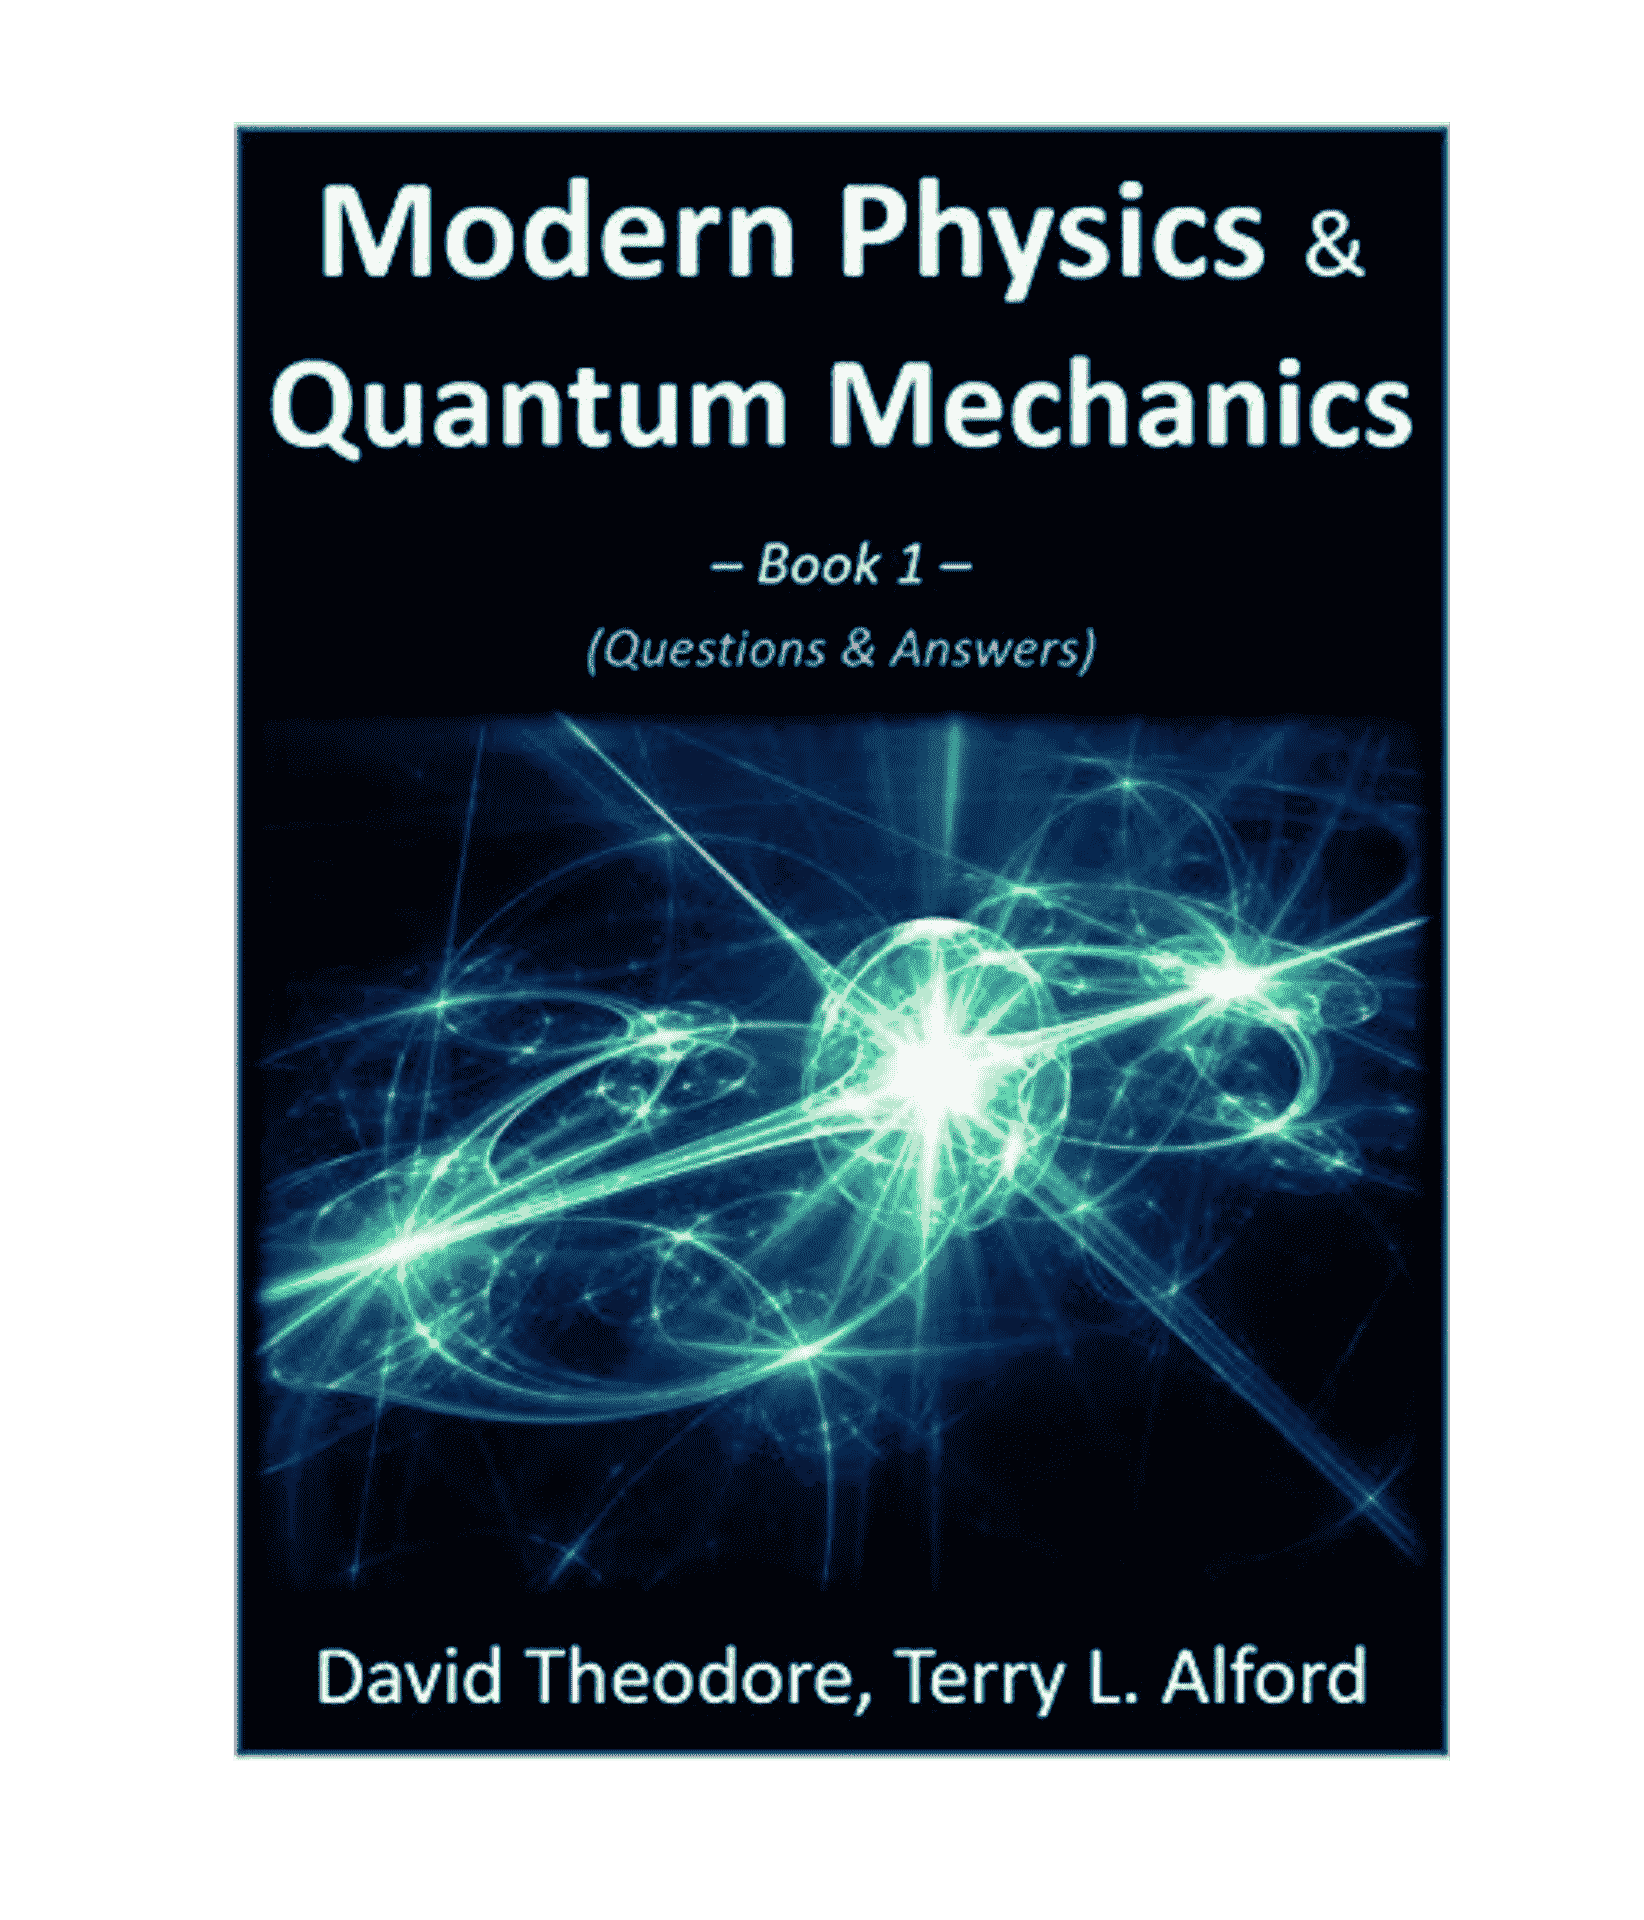 Modern Physics &
Quantum Mechanics
– Book 1 –
(Questions & Answers)
David Theodore, Terry L. Alford